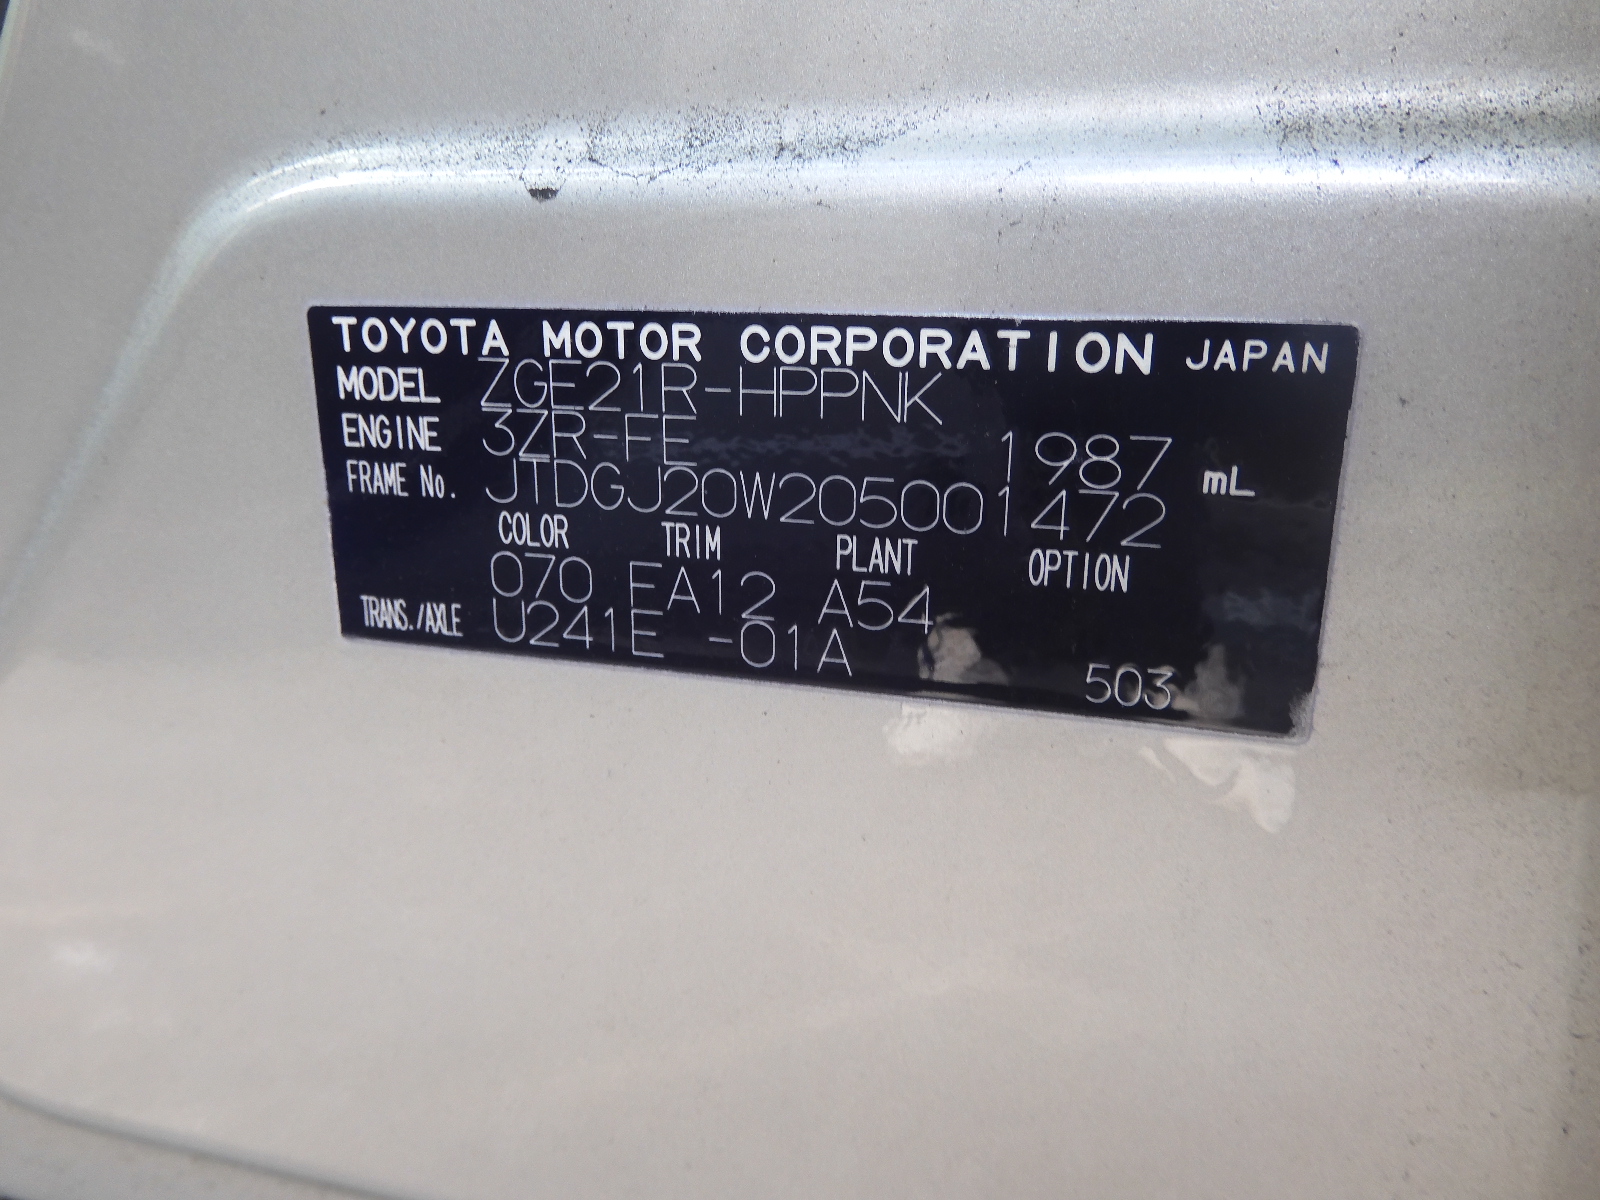 TOYOTA MOTOR CORPORATION JAPAN
MODEL ZGE21R-HPPNK
ENGINE 3ZR-FE 1987 mL
FRAME No. JTDGJ20W205001472
COLOR TRIM PLANT OPTION
070 EA12 A54
TRANS./AXLE U241E -01A
503